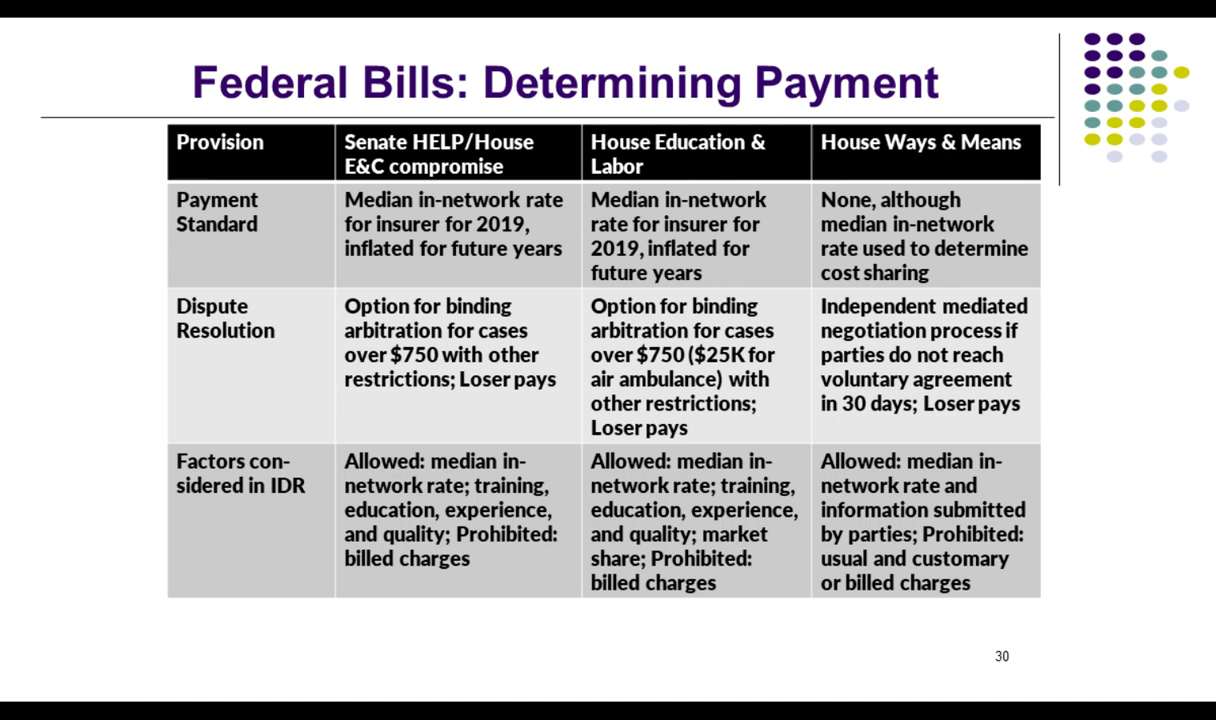 Federal Bills: Determining Payment
Provision
Senate HELP/House
E&C compromise
House Education &
Labor
House Ways & Means
Payment
Standard
Median in-network rate
for insurer for 2019,
inflated for future years
Median in-network
rate for insurer for
2019, inflated for
future years
None, although
median in-network
rate used to determine
cost sharing
Dispute
Resolution
Option for binding
arbitration for cases
over $750 with other
restrictions; Loser pays
Option for binding
arbitration for cases
over $750 ($25K for
air ambulance) with
other restrictions;
Loser pays
Independent mediated
negotiation process if
parties do not reach
voluntary agreement
in 30 days; Loser pays
Factors con-
sidered in IDR
Allowed: median in-
network rate; training,
education, experience,
and quality; Prohibited:
billed charges
Allowed: median in-
network rate; training,
education, experience,
and quality; market
share; Prohibited:
billed charges
Allowed: median in-
network rate and
information submitted
by parties; Prohibited:
usual and customary
or billed charges
30